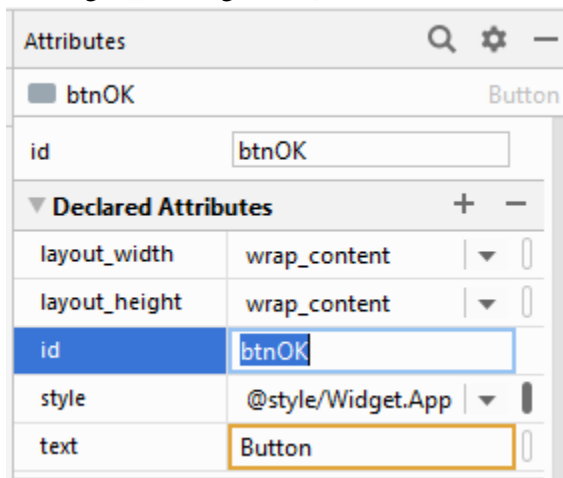 Attributes
btnOK Button
id btnOK
Declared Attributes
layout_width wrap_content
layout_height wrap_content
id btnOK
style @style/Widget.App
text Button